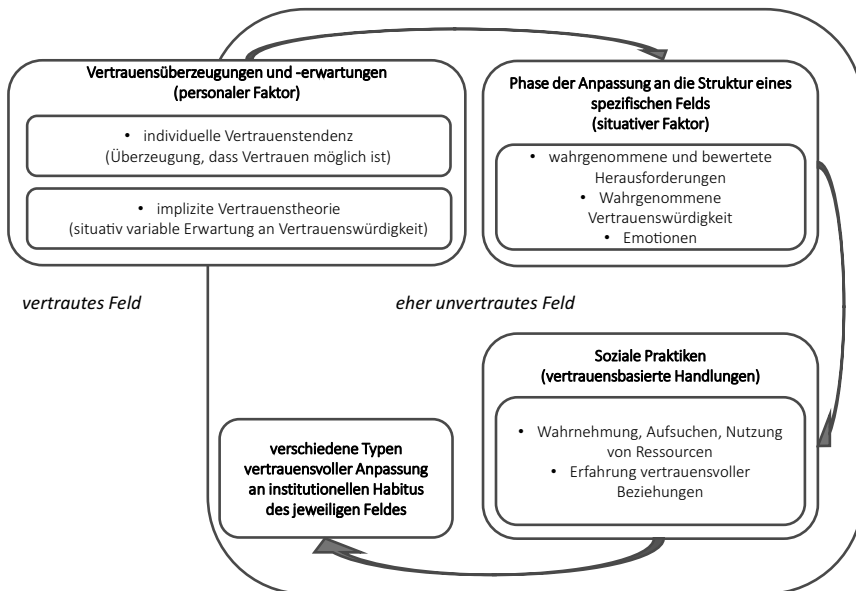 Vertrauensüberzeugungen und -erwartungen
(personaler Faktor)
• individuelle Vertrauenstendenz
(Überzeugung, dass Vertrauen möglich ist)
• implizite Vertrauenstheorie
(situativ variable Erwartung an Vertrauenswürdigkeit)
Phase der Anpassung an die Struktur eines
spezifischen Felds
(situativer Faktor)
• wahrgenommene und bewertete
Herausforderungen
• Wahrgenommene
Vertrauenswürdigkeit
• Emotionen
vertrautes Feld
eher unvertrautes Feld
Soziale Praktiken
(vertrauensbasierte Handlungen)
• Wahrnehmung, Aufsuchen, Nutzung
von Ressourcen
• Erfahrung vertrauensvoller
Beziehungen
verschiedene Typen
vertrauensvoller Anpassung
an institutionellen Habitus
des jeweiligen Feldes